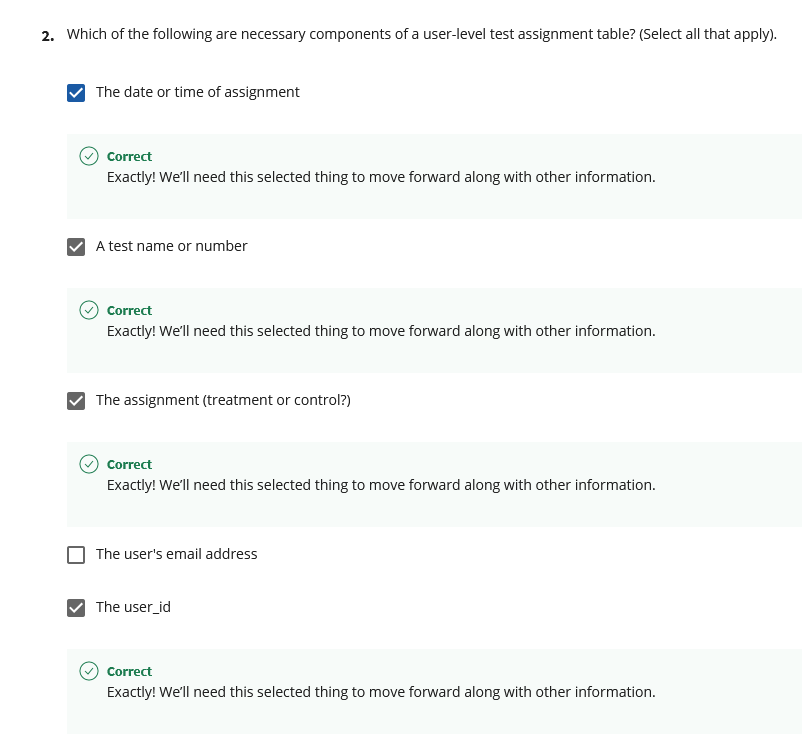 2. Which of the following are necessary components of a user-level test assignment table? (Select all that apply).
The date or time of assignment
Correct
Exactly! We’ll need this selected thing to move forward along with other information.
A test name or number
Correct
Exactly! We’ll need this selected thing to move forward along with other information.
The assignment (treatment or control?)
Correct
Exactly! We’ll need this selected thing to move forward along with other information.
The user's email address
The user_id
Correct
Exactly! We’ll need this selected thing to move forward along with other information.